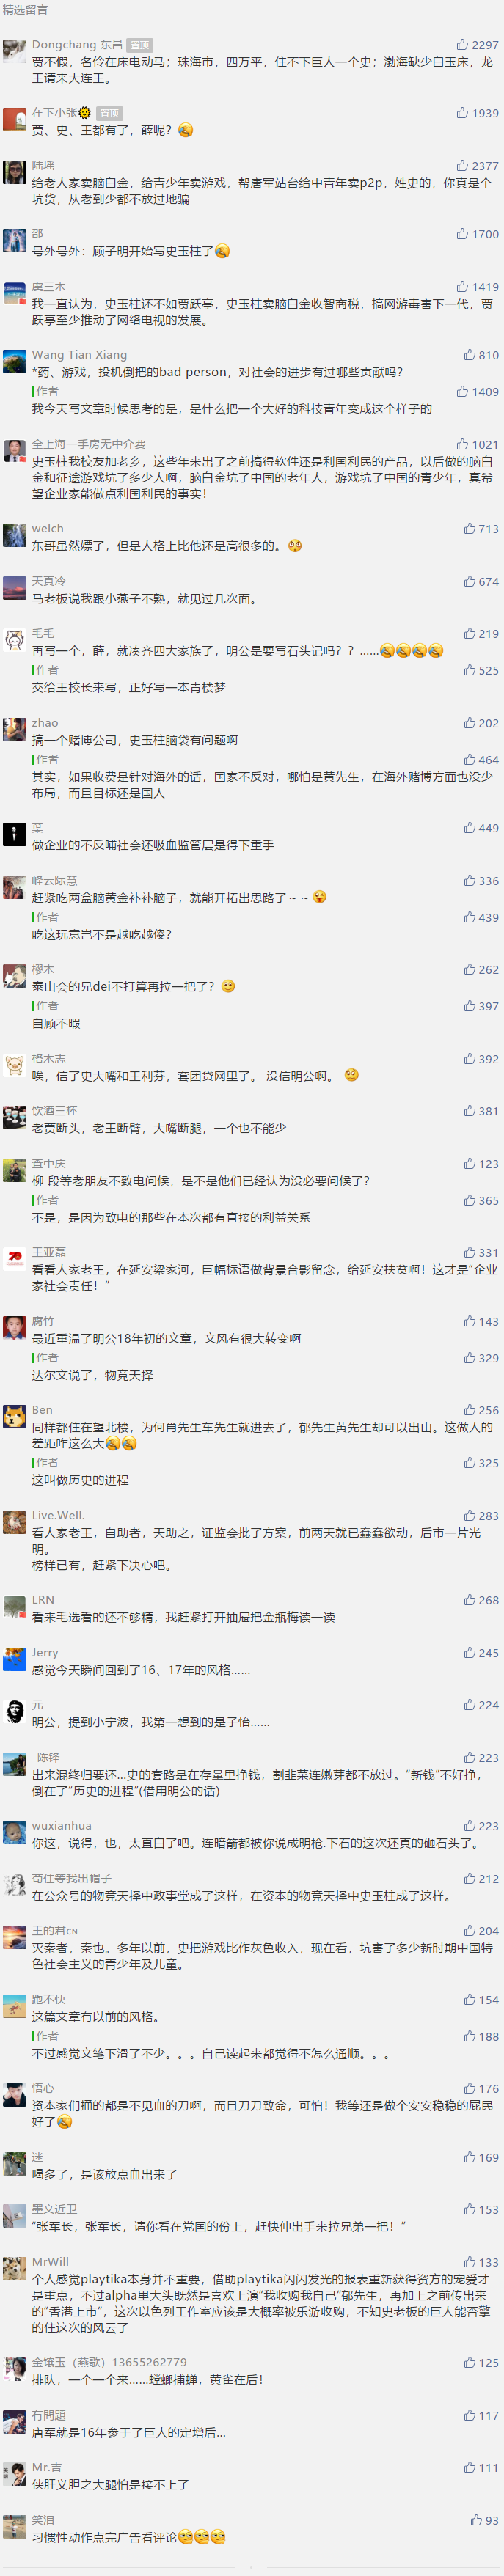 精选留言
Dongchang 东昌 置顶 2297
贾不假，名伶在床电动马；珠海市，四万平，住不下巨人一个史；渤海缺少白玉床，龙
王请来大连王。
在下小张 置顶 1939
贾、史、王都有了，薛呢？
陆瑶 2377
给老人家卖脑白金，给青少年卖游戏，帮唐军站台给中青年卖p2p，姓史的，你真是个
坑货，从老到少都不放过地骗
邵 1700
号外号外：顾子明开始写史玉柱了
虞三木 1419
我一直认为，史玉柱还不如贾跃亭，史玉柱卖脑白金收智商税，搞网游毒害下一代，贾
跃亭至少推动了网络电视的发展。
Wang Tian Xiang 810
*药、游戏，投机倒把的bad person，对社会的进步有过哪些贡献吗？
作者 1409
我今天写文章时候思考的是，是什么把一个大好的科技青年变成这个样子的
全上海一手房无中介费 1021
史玉柱我校友加老乡，这些年来出了之前搞得软件还是利国利民的产品，以后做的脑白
金和征途游戏坑了多少人啊，脑白金坑了中国的老年人，游戏坑了中国的青少年，真希
望企业家能做点利国利民的事实！
welch 713
东哥虽然嫖了，但是人格上比他还是高很多的。
天真冷 674
马老板说我跟小燕子不熟，就见过几次面。
毛毛 219
再写一个，薛，就凑齐四大家族了，明公是要写石头记吗？？……
作者 525
交给王校长来写，正好写一本青楼梦
zhao 202
搞一个赌博公司，史玉柱脑袋有问题啊
作者 464
其实，如果收费是针对海外的话，国家不反对，哪怕是黄先生，在海外赌博方面也没少
布局，而且目标还是国人
葉 449
做企业的不反哺社会还吸血监管层是得下重手
峰云际慧 336
赶紧吃两盒脑黄金补补脑子，就能开拓出思路了～～
作者 439
吃这玩意岂不是越吃越傻？
樛木 262
泰山会的兄dei不打算再拉一把了？
作者 397
自顾不暇
格木志 392
唉，信了史大嘴和王利芬，套团贷网里了。 没信明公啊。
饮酒三杯 381
老贾断头，老王断臂，大嘴断腿，一个也不能少
查中庆 123
柳 段等老朋友不致电问候，是不是他们已经认为没必要问候了？
作者 365
不是，是因为致电的那些在本次都有直接的利益关系
王亚磊 331
看看人家老王，在延安梁家河，巨幅标语做背景合影留念，给延安扶贫啊！这才是“企业
家社会责任！”
腐竹 143
最近重温了明公18年初的文章，文风有很大转变啊
作者 329
达尔文说了，物竞天择
Ben 256
同样都住在望北楼，为何肖先生车先生就进去了，郁先生黄先生却可以出山。这做人的
差距咋这么大
作者 325
这叫做历史的进程
Live.Well. 283
看人家老王，自助者，天助之，证监会批了方案，前两天就已蠢蠢欲动，后市一片光
明。
榜样已有，赶紧下决心吧。
LRN 268
看来毛选看的还不够精，我赶紧打开抽屉把金瓶梅读一读
Jerry 245
感觉今天瞬间回到了16、17年的风格……
元 224
明公，提到小宁波，我第一想到的是子怡……
_陈锋_ 223
出来混终归要还…史的套路是在存量里挣钱，割韭菜连嫩芽都不放过。“新钱”不好挣，
倒在了“历史的进程”(借用明公的话)
wuxianhua 223
你这，说得，也，太直白了吧。连暗箭都被你说成明枪.下石的这次还真的砸石头了。
苟住等我出帽子 212
在公众号的物竞天择中政事堂成了这样，在资本的物竞天择中史玉柱成了这样。
王的君CN 204
灭秦者，秦也。多年以前，史把游戏比作灰色收入，现在看，坑害了多少新时期中国特
色社会主义的青少年及儿童。
跑不快 154
这篇文章有以前的风格。
作者 188
不过感觉文笔下滑了不少。。。自己读起来都觉得不怎么通顺。。。
悟心 176
资本家们捅的都是不见血的刀啊，而且刀刀致命，可怕！我等还是做个安安稳稳的屁民
好了
迷 169
喝多了，是该放点血出来了
墨文近卫 153
“张军长，张军长，请你看在党国的份上，赶快伸出手来拉兄弟一把！”
MrWill 133
个人感觉playtika本身并不重要，借助playtika闪闪发光的报表重新获得资方的宠爱才
是重点，不过alpha里大头既然是喜欢上演“我收购我自己”郁先生，再加上之前传出来
的“香港上市”，这次以色列工作室应该是大概率被乐游收购，不知史老板的巨人能否擎
的住这次的风云了
金镶玉（燕歌）13655262779 125
排队，一个一个来……螳螂捕蝉，黄雀在后！
冇問題 117
唐军就是16年参于了巨人的定增后…
Mr.吉 111
侠肝义胆之大腿怕是接不上了
笑泪 93
习惯性动作点完广告看评论